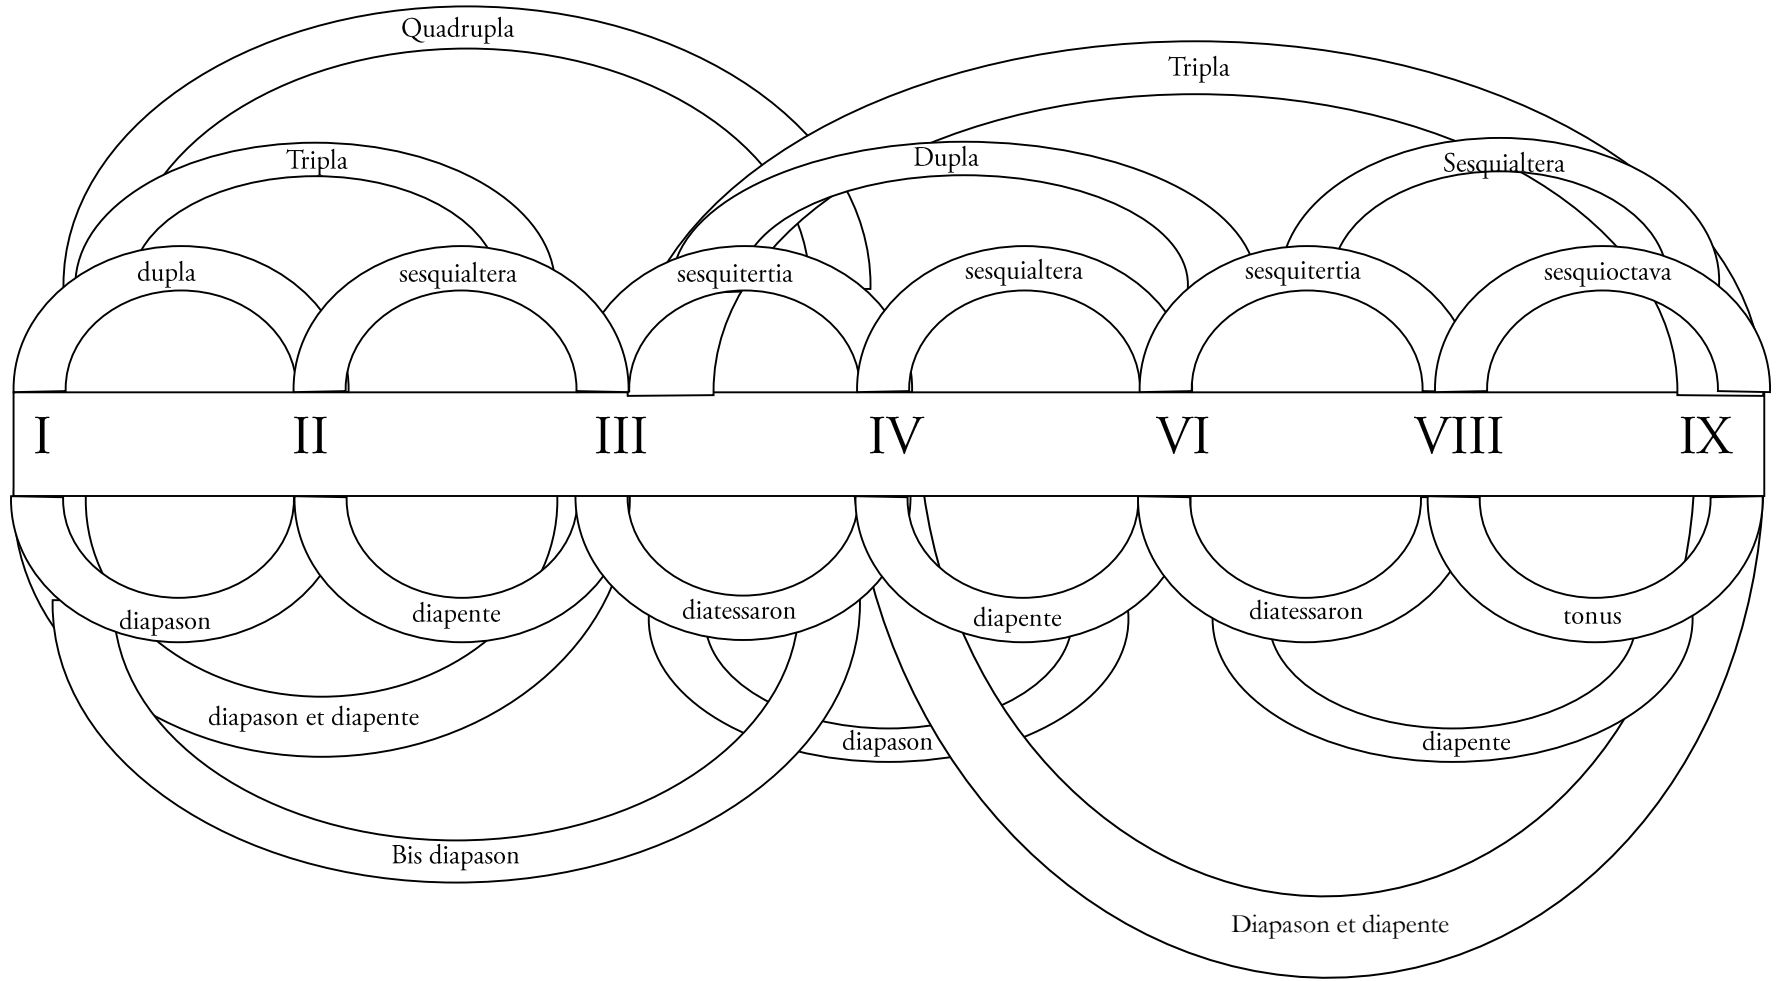 Quadrupla
Tripla
Tripla
Dupla
Sesquialtera
dupla
sesquialtera
sesquitertia
sesquialtera
sesquitertia
sesquioctava
I II III IV VI VIII IX
diapason
diapente
diatessaron
diapente
diatessaron
tonus
diapason et diapente
diapason
diapente
Bis diapason
Diapason et diapente